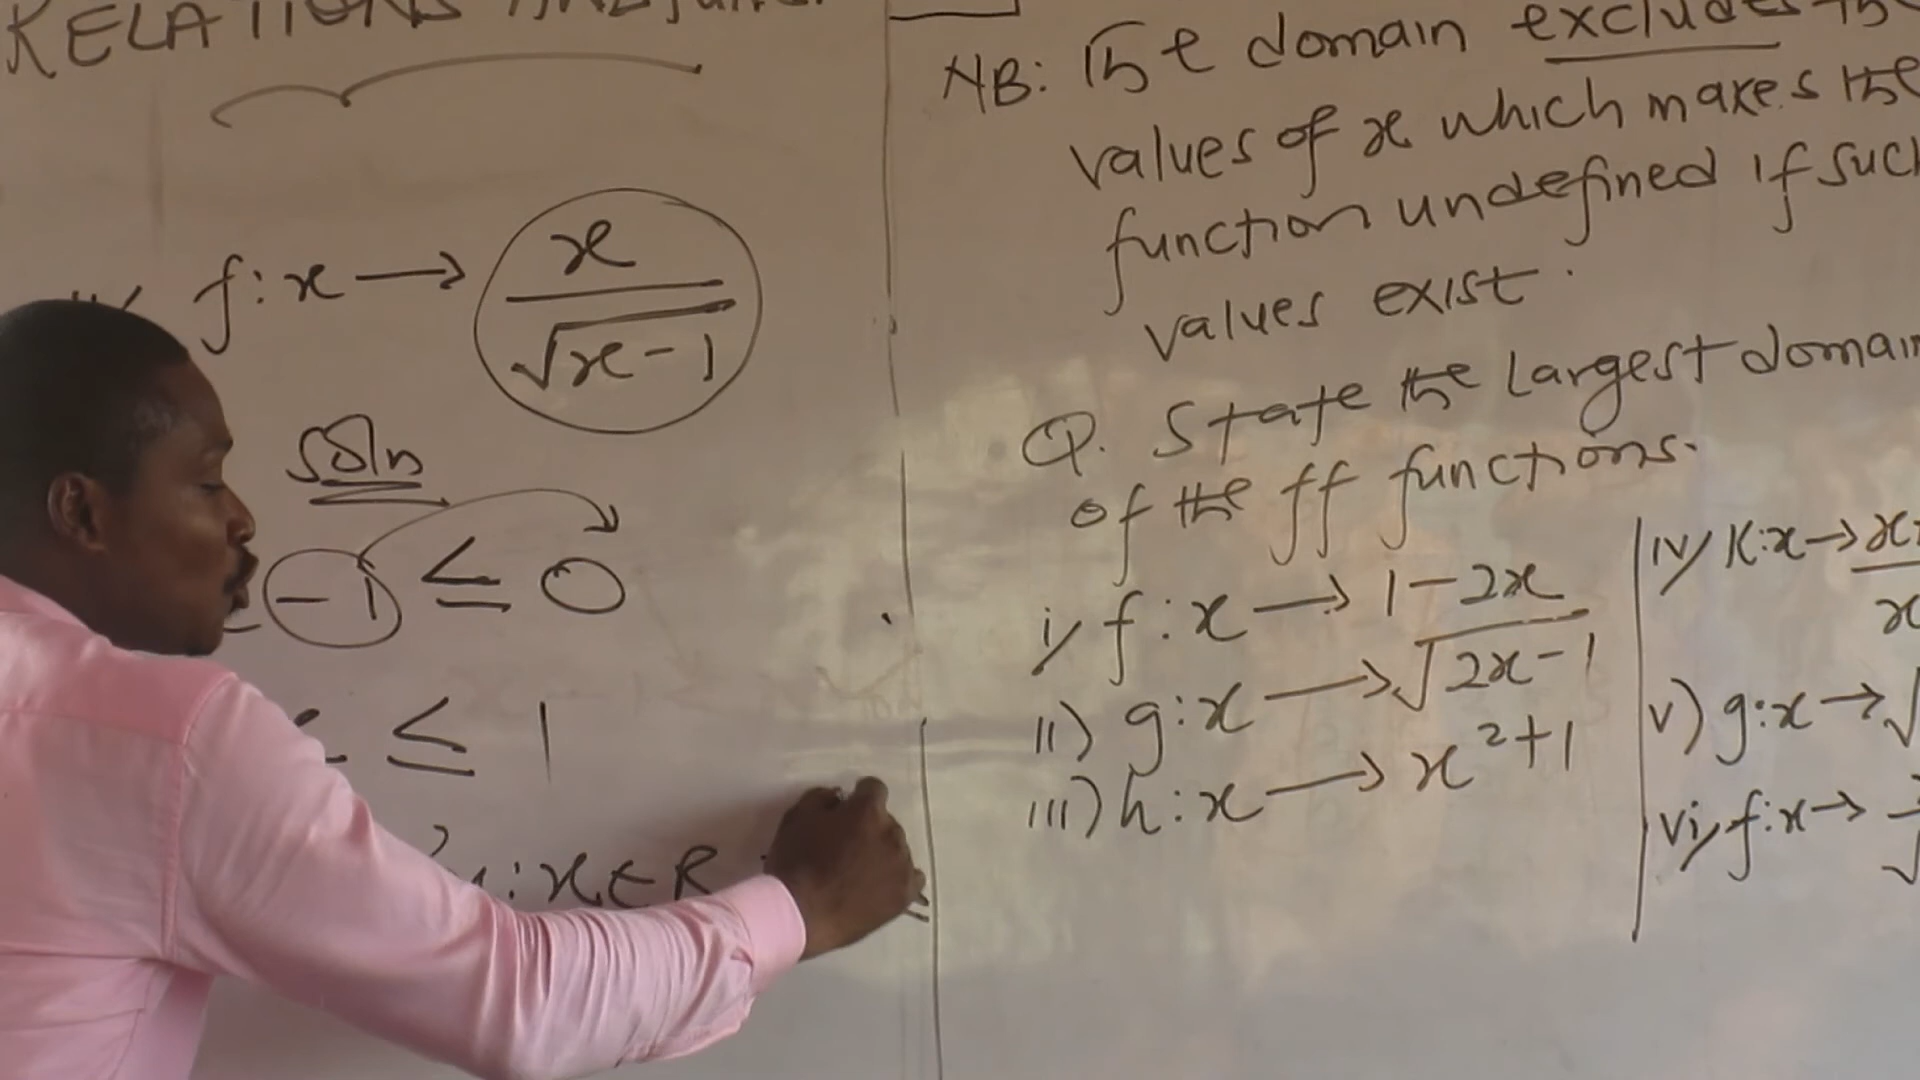 RELATIONS
f:x → x
√x-1
soln
-1 ≤ 0
≤ 1
:x∈R
NB: The domain excludes the
values of x which makes the
function undefined if such
values exist.
Q. State the largest domain
of the ff functions.
i) f:x → 1-2x
ii) g:x → √2x-1
iii) h:x → x²+1
iv) K:x → x
x
v) g:x → √
vi) f:x →
√